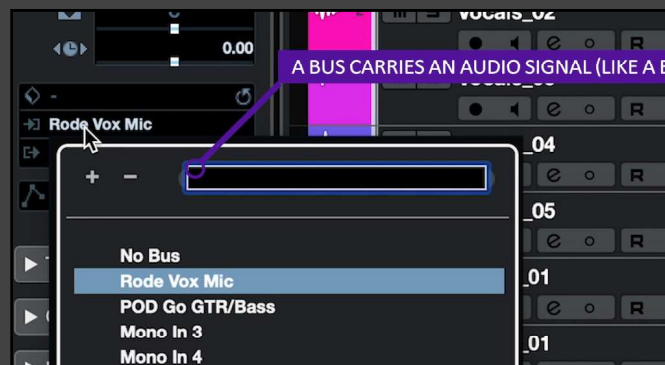 Vocals_02
0.00
A BUS CARRIES AN AUDIO SIGNAL (LIKE A
Rode Vox Mic
_04
_05
No Bus
Rode Vox Mic
_01
POD Go GTR/Bass
Mono In 3
_01
Mono In 4